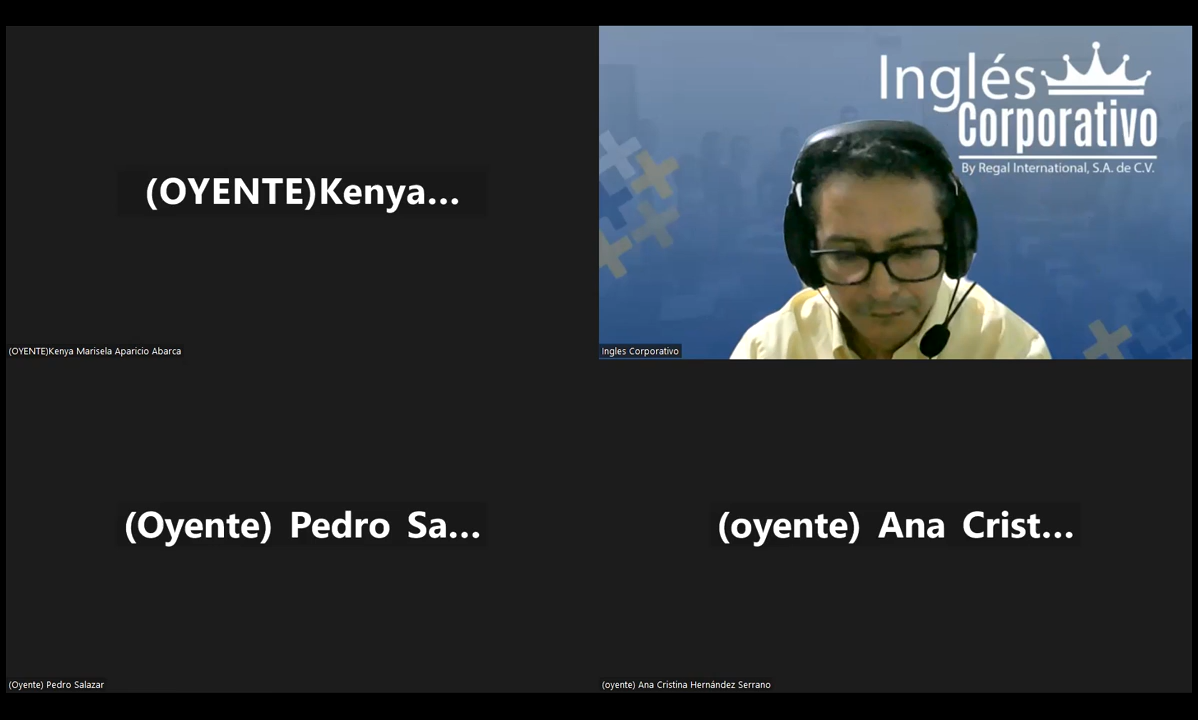 (OYENTE)Kenya...
(OYENTE)Kenya Marisela Aparicio Abarca
Inglés
Corporativo
By Regal International, S.A. de C.V.
Ingles Corporativo
(Oyente) Pedro Sa...
(Oyente) Pedro Salazar
(oyente) Ana Crist...
(oyente) Ana Cristina Hernández Serrano